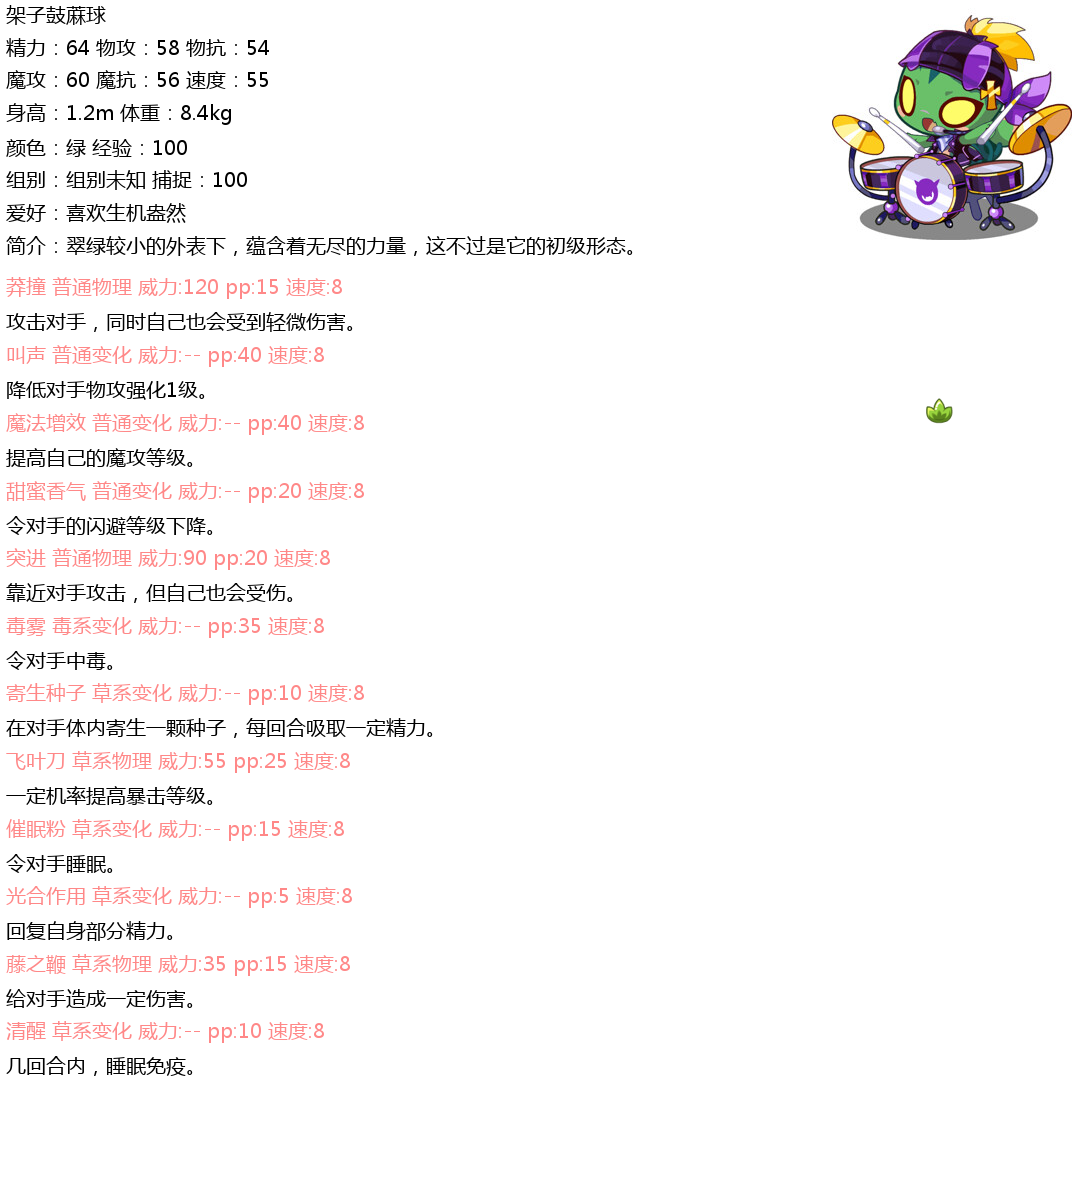 架子鼓蔴球
精力：64 物攻：58 物抗：54
魔攻：60 魔抗：56 速度：55
身高：1.2m 体重：8.4kg
颜色：绿 经验：100
组别：组别未知 捕捉：100
爱好：喜欢生机盎然
简介：翠绿较小的外表下，蕴含着无尽的力量，这不过是它的初级形态。
莽撞 普通物理 威力:120 pp:15 速度:8
攻击对手，同时自己也会受到轻微伤害。
叫声 普通变化 威力:-- pp:40 速度:8
降低对手物攻强化1级。
魔法增效 普通变化 威力:-- pp:40 速度:8
提高自己的魔攻等级。
甜蜜香气 普通变化 威力:-- pp:20 速度:8
令对手的闪避等级下降。
突进 普通物理 威力:90 pp:20 速度:8
靠近对手攻击，但自己也会受伤。
毒雾 毒系变化 威力:-- pp:35 速度:8
令对手中毒。
寄生种子 草系变化 威力:-- pp:10 速度:8
在对手体内寄生一颗种子，每回合吸取一定精力。
飞叶刀 草系物理 威力:55 pp:25 速度:8
一定机率提高暴击等级。
催眠粉 草系变化 威力:-- pp:15 速度:8
令对手睡眠。
光合作用 草系变化 威力:-- pp:5 速度:8
回复自身部分精力。
藤之鞭 草系物理 威力:35 pp:15 速度:8
给对手造成一定伤害。
清醒 草系变化 威力:-- pp:10 速度:8
几回合内，睡眠免疫。